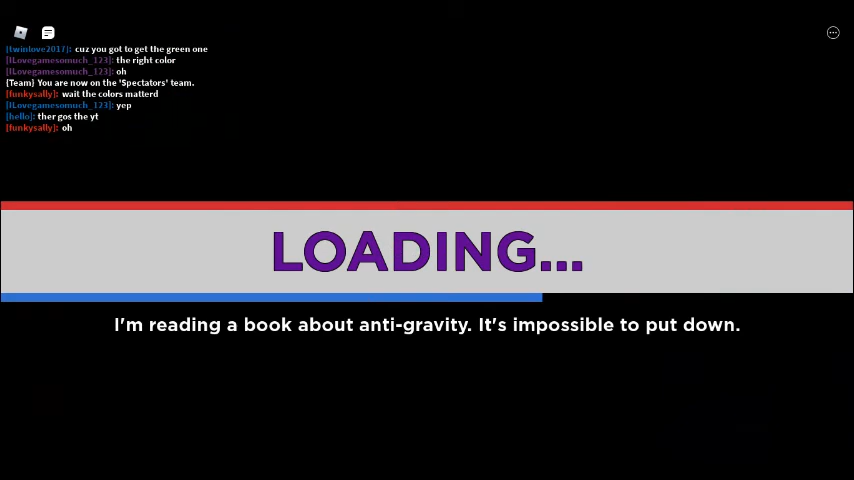 [twinlove2017]: cuz you got to get the green one
[ILovegamesomuch_123]: the right color
[ILovegamesomuch_123]: oh
{Team} You are now on the 'Spectators' team.
[funkysally]: wait the colors matterd
[ILovegamesomuch_123]: yep
[hello]: ther gos the yt
[funkysally]: oh
LOADING...
I'm reading a book about anti-gravity. It's impossible to put down.